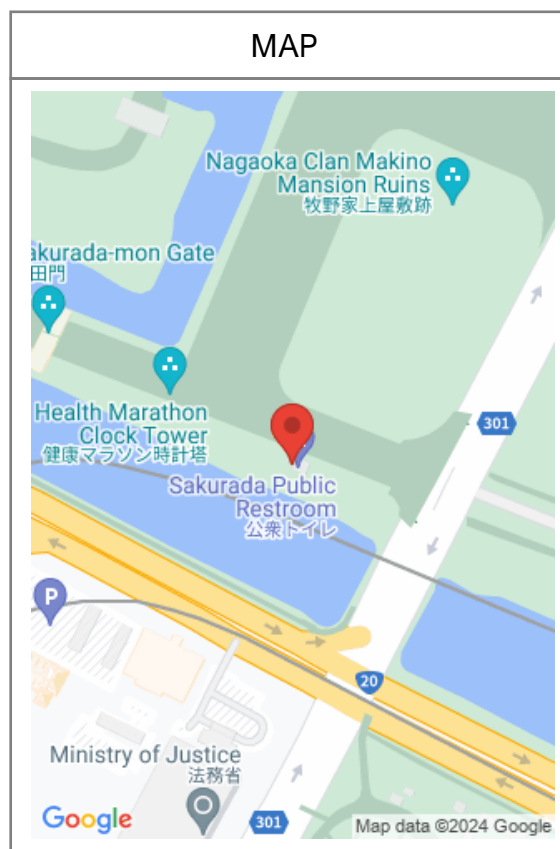 MAP
Nagaoka Clan Makino
Mansion Ruins
牧野家上屋敷跡
akurada-mon Gate
田門
Health Marathon
Clock Tower
健康マラソン時計塔
301
Sakurada Public
Restroom
公衆トイレ
P
20
Ministry of Justice
法務省
Google
301
Map data ©2024 Google